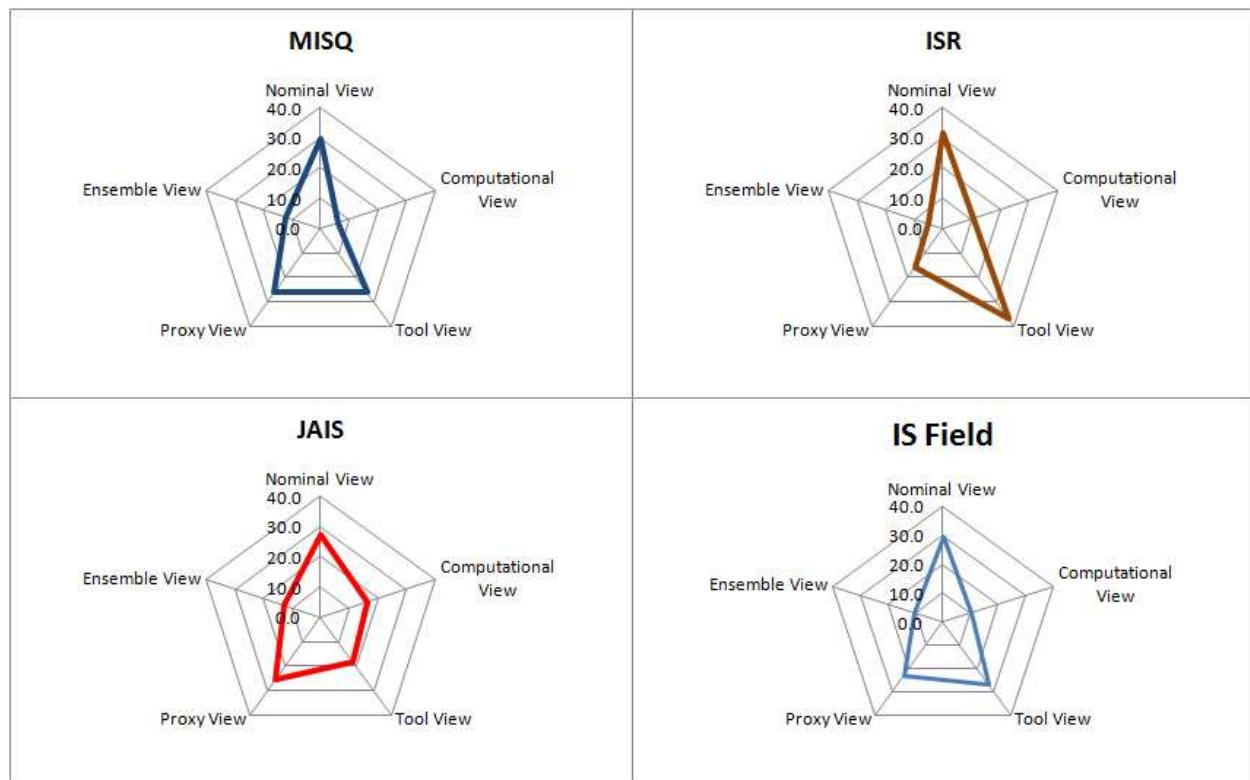 MISQ
Nominal View
40.0
30.0
20.0
10.0
0.0
Computational
View
Tool View
Proxy View
Ensemble View
ISR
Nominal View
40.0
30.0
20.0
10.0
0.0
Computational
View
Tool View
Proxy View
Ensemble View
JAIS
Nominal View
40.0
30.0
20.0
10.0
0.0
Computational
View
Tool View
Proxy View
Ensemble View
IS Field
Nominal View
40.0
30.0
20.0
10.0
0.0
Computational
View
Tool View
Proxy View
Ensemble View